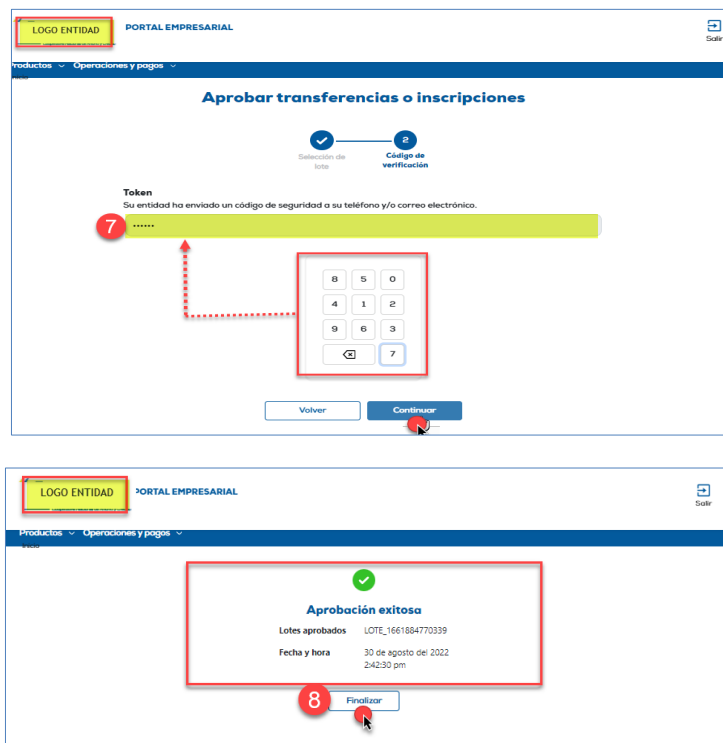 LOGO ENTIDAD
PORTAL EMPRESARIAL
Salir
Productos Operaciones y pagos
Inicio
Aprobar transferencias o inscripciones
2
Selección de lote
Código de verificación
Token
Su entidad ha enviado un código de seguridad a su teléfono y/o correo electrónico.
7 ••••••
8 5 0
4 1 2
9 6 3
7
Volver Continuar
LOGO ENTIDAD
PORTAL EMPRESARIAL
Salir
Productos Operaciones y pagos
Inicio
Aprobación exitosa
Lotes aprobados LOTE_1661884770339
Fecha y hora 30 de agosto del 2022
2:42:30 pm
8 Finalizar